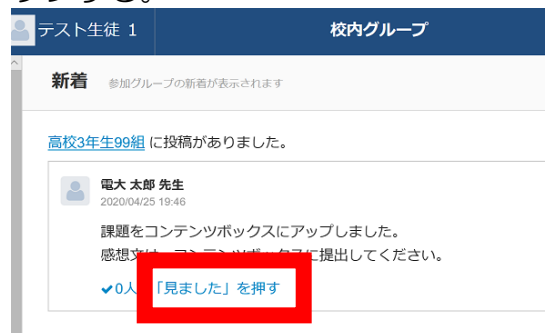 テスト生徒 1
校内グループ
新着 参加グループの新着が表示されます
高校3年生99組 に投稿がありました。
電大 太郎 先生
2020/04/25 19:46
課題をコンテンツボックスにアップしました。
感想文は、コンテンツボックスに提出してください。
✔0人 「見ました」を押す